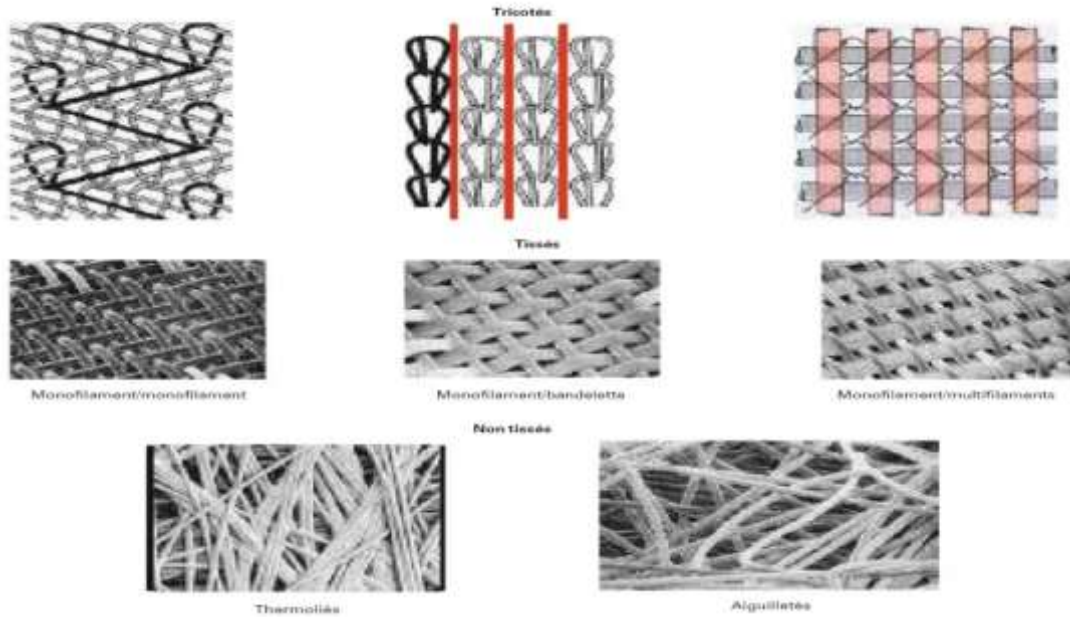 Tricotés
Tissés
Monofilament/monofilament
Monofilament/bandelette
Monofilament/multifilaments
Non tissés
Thermoliés
Aiguilletés